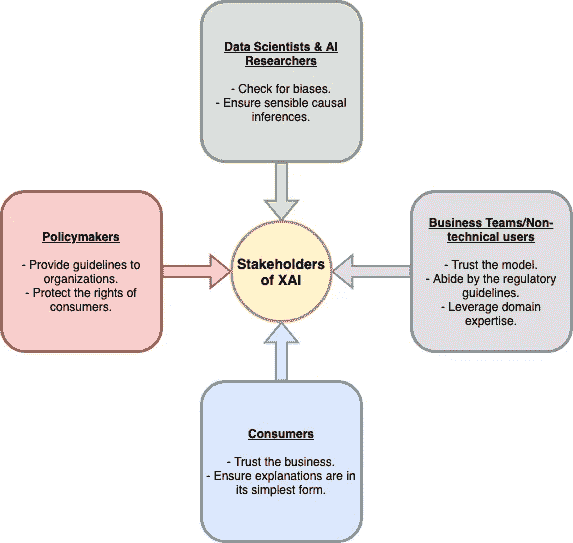 Data Scientists & AI
Researchers
- Check for biases.
- Ensure sensible causal
inferences.
Policymakers
- Provide guidelines to
organizations.
- Protect the rights of
consumers.
Stakeholders
of XAI
Business Teams/Non-
technical users
- Trust the model.
- Abide by the regulatory
guidelines.
- Leverage domain
expertise.
Consumers
- Trust the business.
- Ensure explanations are in
its simplest form.